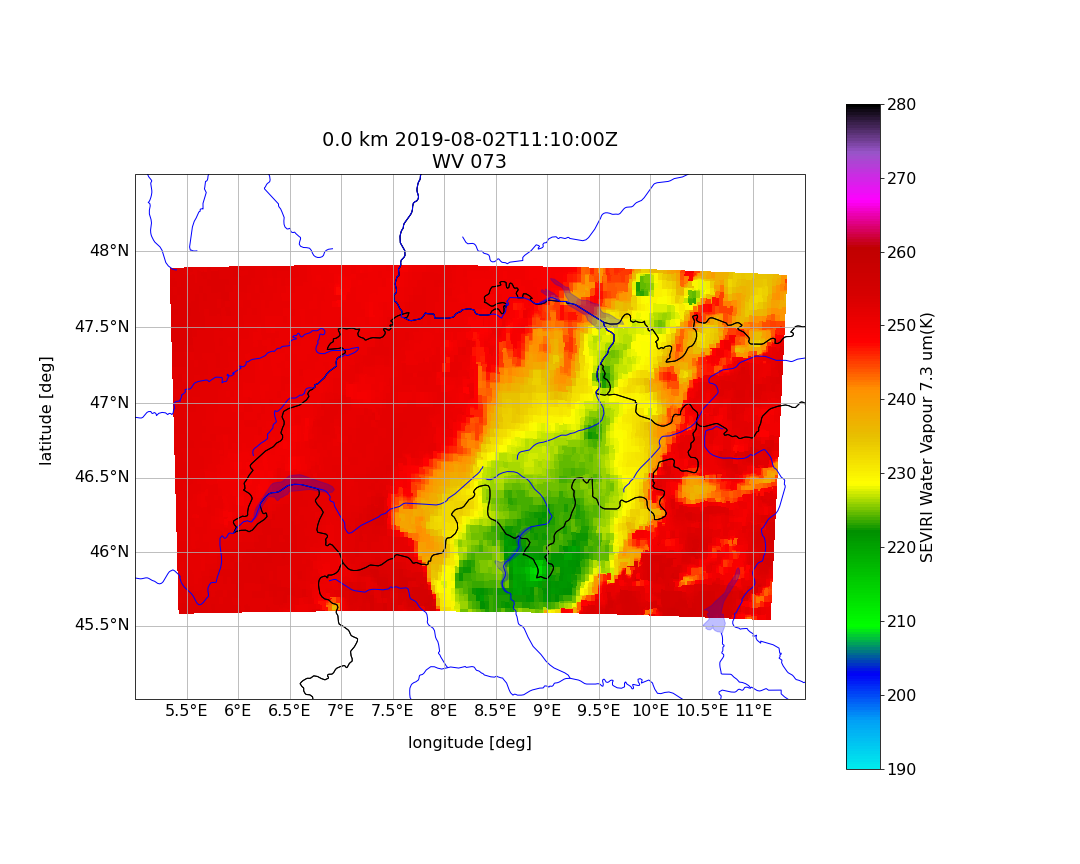 0.0 km 2019-08-02T11:10:00Z
WV 073
48°N
47.5°N
47°N
46.5°N
46°N
45.5°N
latitude [deg]
5.5°E 6°E 6.5°E 7°E 7.5°E 8°E 8.5°E 9°E 9.5°E 10°E 10.5°E 11°E
longitude [deg]
280
270
260
250
240
230
220
210
200
190
SEVIRI Water Vapour 7.3 um(K)